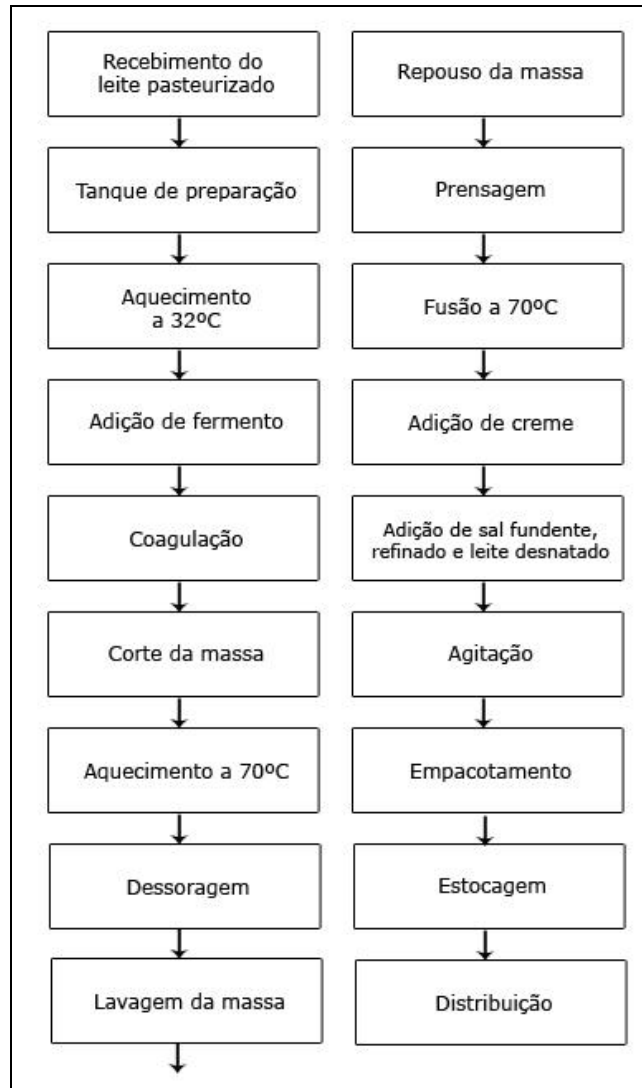 Recebimento do
leite pasteurizado
Tanque de preparação
Aquecimento
a 32ºC
Adição de fermento
Coagulação
Corte da massa
Aquecimento a 70ºC
Dessoragem
Lavagem da massa
Repouso da massa
Prensagem
Fusão a 70ºC
Adição de creme
Adição de sal fundente,
refinado e leite desnatado
Agitação
Empacotamento
Estocagem
Distribuição